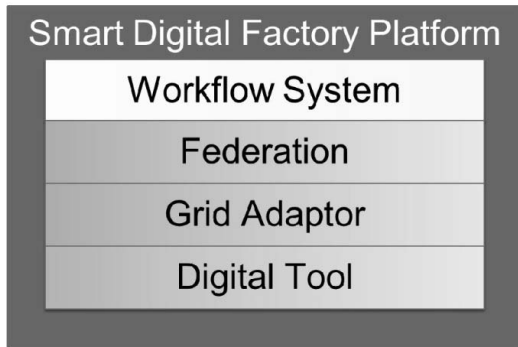 Smart Digital Factory Platform
Workflow System
Federation
Grid Adaptor
Digital Tool